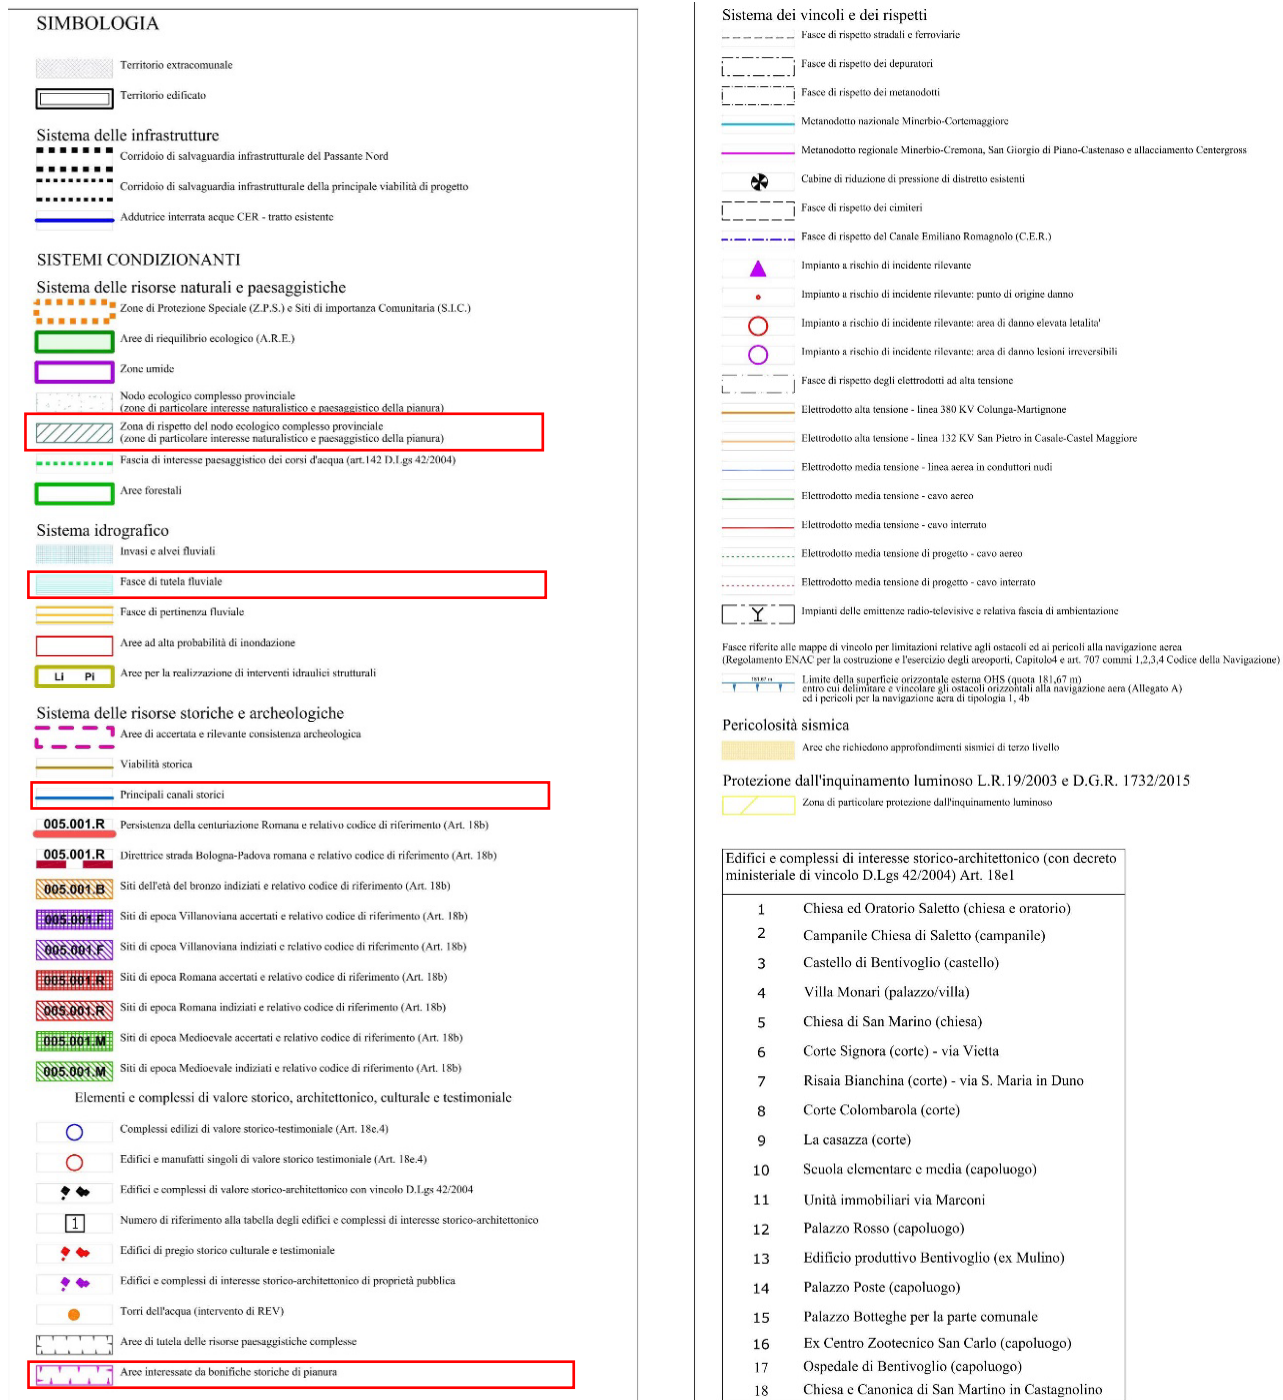 SIMBOLOGIA
Territorio extracomunale
Territorio edificato
Sistema delle infrastrutture
Corridoio di salvaguardia infrastrutturale del Passante Nord
Corridoio di salvaguardia infrastrutturale della principale viabilità di progetto
Adduttrice interrata acque CER - tratto esistente
SISTEMI CONDIZIONANTI
Sistema delle risorse naturali e paesaggistiche
Zone di Protezione Speciale (Z.P.S.) e Siti di importanza Comunitaria (S.I.C.)
Aree di riequilibrio ecologico (A.R.E.)
Zone umide
Nodo ecologico complesso provinciale
(zone di particolare interesse naturalistico e paesaggistico della pianura)
Zona di rispetto del nodo ecologico complesso provinciale
(zone di particolare interesse naturalistico e paesaggistico della pianura)
Fascia di interesse paesaggistico dei corsi d'acqua (art.142 D.Lgs 42/2004)
Aree forestali
Sistema idrografico
Invasi e alvei fluviali
Fasce di tutela fluviale
Fasce di pertinenza fluviale
Aree ad alta probabilità di inondazione
Li Pi Aree per la realizzazione di interventi idraulici strutturali
Sistema delle risorse storiche e archeologiche
Aree di accertata e rilevante consistenza archeologica
Viabilità storica
Principali canali storici
005.001.R Persistenza della centuriazione Romana e relativo codice di riferimento (Art. 18b)
005.001.R Direttrice strada Bologna-Padova romana e relativo codice di riferimento (Art. 18b)
005.001.B Siti dell'età del bronzo indiziati e relativo codice di riferimento (Art. 18b)
005.001.F Siti di epoca Villanoviana accertati e relativo codice di riferimento (Art. 18b)
005.001.F Siti di epoca Villanoviana indiziati e relativo codice di riferimento (Art. 18b)
005.001.R Siti di epoca Romana accertati e relativo codice di riferimento (Art. 18b)
005.001.R Siti di epoca Romana indiziati e relativo codice di riferimento (Art. 18b)
005.001.M Siti di epoca Medioevale accertati e relativo codice di riferimento (Art. 18b)
005.001.M Siti di epoca Medioevale indiziati e relativo codice di riferimento (Art. 18b)
Elementi e complessi di valore storico, architettonico, culturale e testimoniale
Complessi edilizi di valore storico-testimoniale (Art. 18e.4)
Edifici e manufatti singoli di valore storico testimoniale (Art. 18e.4)
Edifici e complessi di valore storico-architettonico con vincolo D.Lgs 42/2004
1 Numero di riferimento alla tabella degli edifici e complessi di interesse storico-architettonico
Edifici di pregio storico culturale e testimoniale
Edifici e complessi di interesse storico-architettonico di proprietà pubblica
Torri dell'acqua (intervento di REV)
Aree di tutela delle risorse paesaggistiche complesse
Aree interessate da bonifiche storiche di pianura
Sistema dei vincoli e dei rispetti
Fasce di rispetto stradali e ferroviarie
Fasce di rispetto dei depuratori
Fasce di rispetto dei metanodotti
Metanodotto nazionale Minerbio-Cortemaggiore
Metanodotto regionale Minerbio-Cremona, San Giorgio di Piano-Castenaso e allacciamento Centergross
Cabine di riduzione di pressione di distretto esistenti
Fasce di rispetto dei cimiteri
Fasce di rispetto del Canale Emiliano Romagnolo (C.E.R.)
Impianto a rischio di incidente rilevante
Impianto a rischio di incidente rilevante: punto di origine danno
Impianto a rischio di incidente rilevante: area di danno elevata letalita'
Impianto a rischio di incidente rilevante: area di danno lesioni irreversibili
Fasce di rispetto degli elettrodotti ad alta tensione
Elettrodotto alta tensione - linea 380 KV Colunga-Martignone
Elettrodotto alta tensione - linea 132 KV San Pietro in Casale-Castel Maggiore
Elettrodotto media tensione - linea aerea in conduttori nudi
Elettrodotto media tensione - cavo aereo
Elettrodotto media tensione - cavo interrato
Elettrodotto media tensione di progetto - cavo aereo
Elettrodotto media tensione di progetto - cavo interrato
Impianti delle emittenze radio-televisive e relativa fascia di ambientazione
Fasce riferite alle mappe di vincolo per limitazioni relative agli ostacoli ed ai pericoli alla navigazione aerea
(Regolamento ENAC per la costruzione e l'esercizio degli areoporti, Capitolo4 e art. 707 commi 1,2,3,4 Codice della Navigazione)
181,67 m Limite della superficie orizzontale esterna OHS (quota 181,67 m)
entro cui delimitare e vincolare gli ostacoli orizzontali alla navigazione aera (Allegato A)
ed i pericoli per la navigazione aera di tipologia 1, 4b
Pericolosità sismica
Aree che richiedono approfondimenti sismici di terzo livello
Protezione dall'inquinamento luminoso L.R.19/2003 e D.G.R. 1732/2015
Zona di particolare protezione dall'inquinamento luminoso
Edifici e complessi di interesse storico-architettonico (con decreto
ministeriale di vincolo D.Lgs 42/2004) Art. 18e1
1 Chiesa ed Oratorio Saletto (chiesa e oratorio)
2 Campanile Chiesa di Saletto (campanile)
3 Castello di Bentivoglio (castello)
4 Villa Monari (palazzo/villa)
5 Chiesa di San Marino (chiesa)
6 Corte Signora (corte) - via Vietta
7 Risaia Bianchina (corte) - via S. Maria in Duno
8 Corte Colombarola (corte)
9 La casazza (corte)
10 Scuola elementare e media (capoluogo)
11 Unità immobiliari via Marconi
12 Palazzo Rosso (capoluogo)
13 Edificio produttivo Bentivoglio (ex Mulino)
14 Palazzo Poste (capoluogo)
15 Palazzo Botteghe per la parte comunale
16 Ex Centro Zootecnico San Carlo (capoluogo)
17 Ospedale di Bentivoglio (capoluogo)
18 Chiesa e Canonica di San Martino in Castagnolino